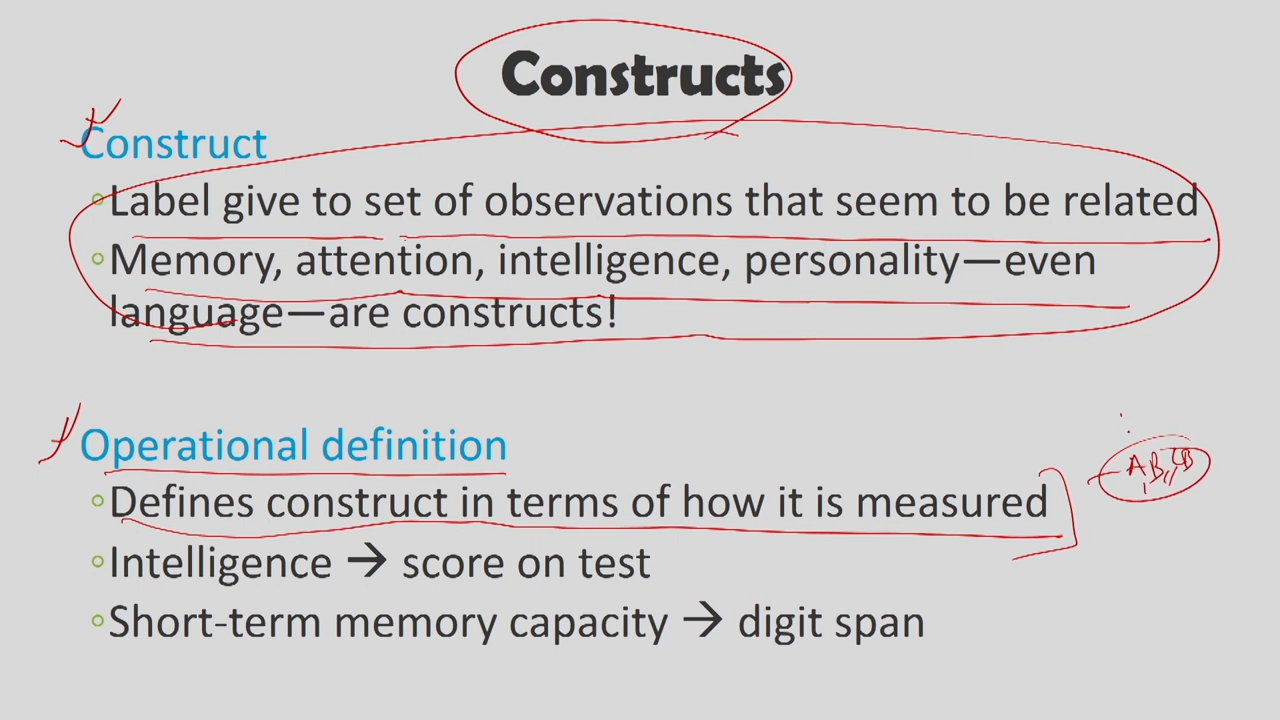 Constructs
Construct
◦Label give to set of observations that seem to be related
◦Memory, attention, intelligence, personality—even
language—are constructs!
Operational definition
◦Defines construct in terms of how it is measured
◦Intelligence → score on test
◦Short-term memory capacity → digit span